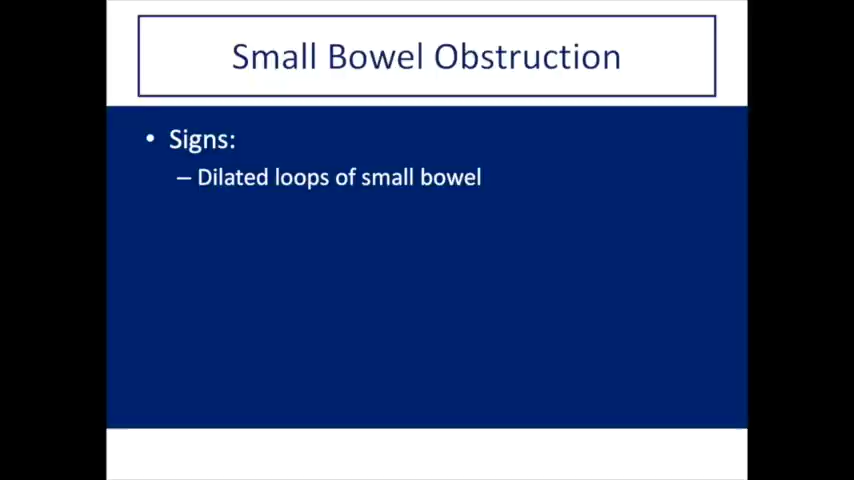 Small Bowel Obstruction
• Signs:
– Dilated loops of small bowel